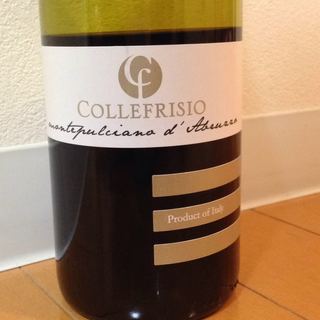 Cf
COLLEFRISIO
montepulciano d'Abruzzo
Product of Italy